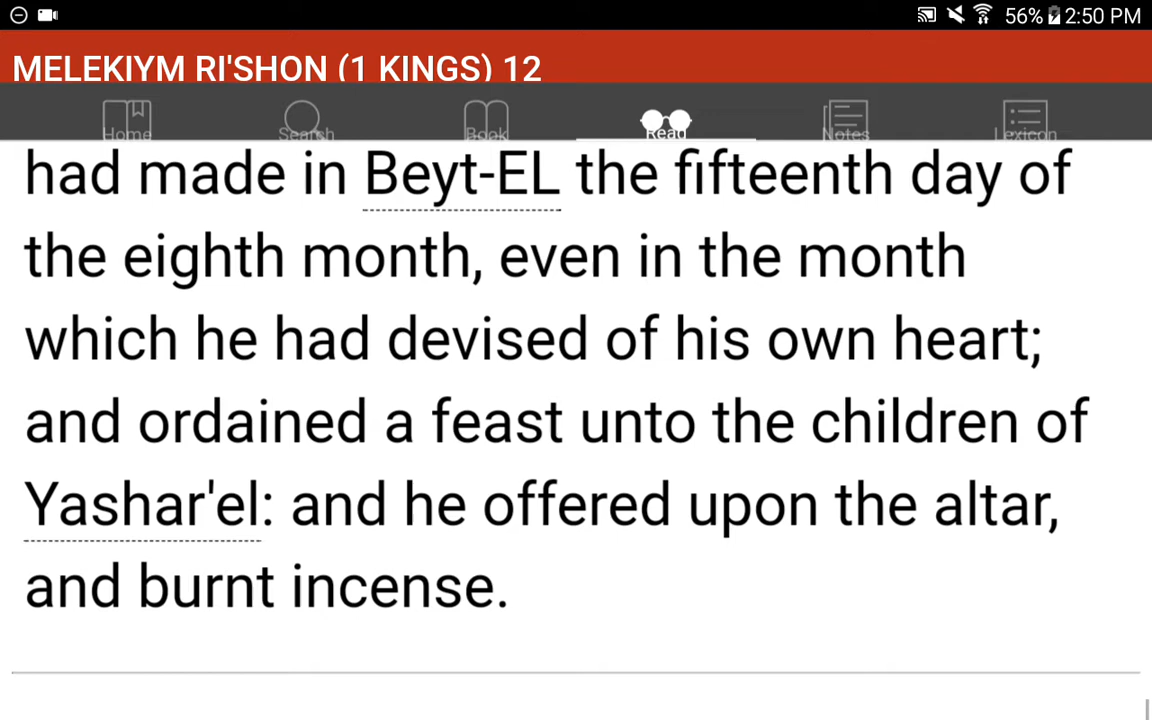 56% 2:50 PM
MELEKIYM RI'SHON (1 KINGS) 12
Home Search Book Read Notes Lexicon
had made in Beyt-EL the fifteenth day of
the eighth month, even in the month
which he had devised of his own heart;
and ordained a feast unto the children of
Yashar'el: and he offered upon the altar,
and burnt incense.